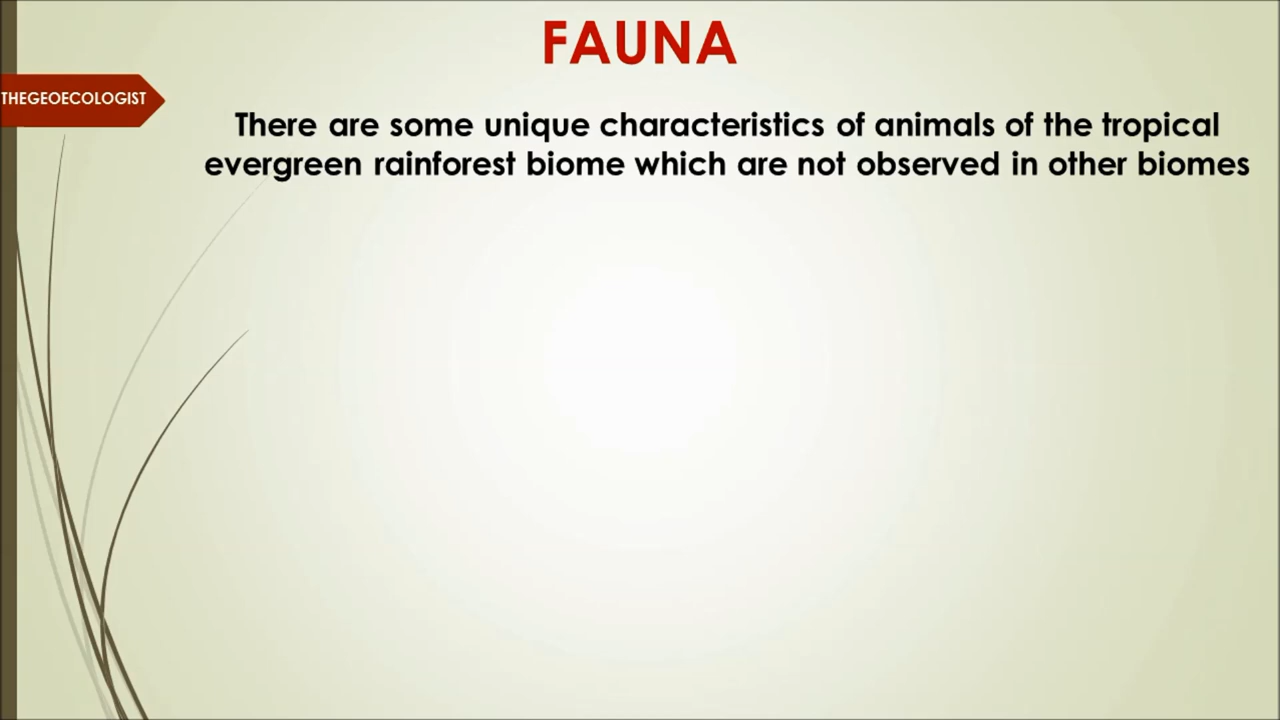 FAUNA
THEGEOECOLOGIST
There are some unique characteristics of animals of the tropical
evergreen rainforest biome which are not observed in other biomes